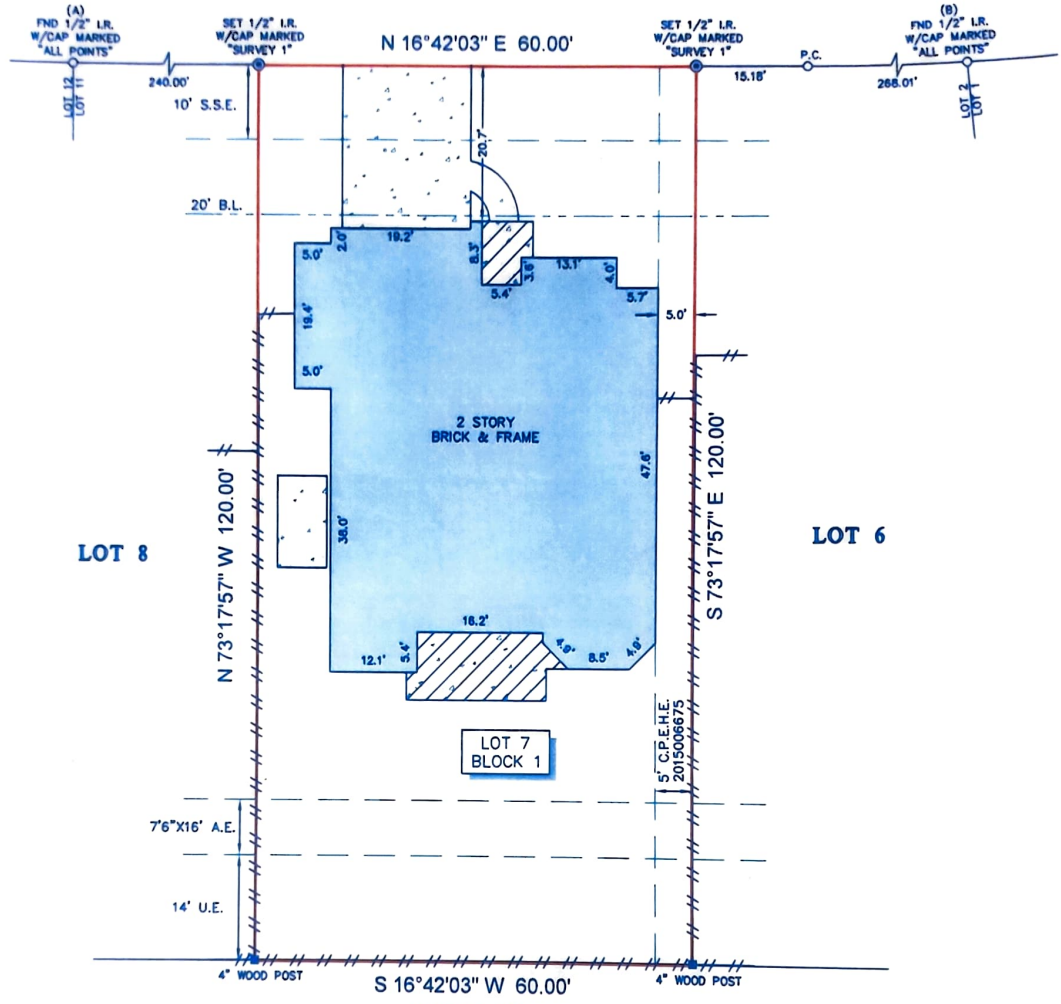 (A)
FND 1/2" I.R.
W/CAP MARKED
"ALL POINTS"
SET 1/2" I.R.
W/CAP MARKED
"SURVEY 1"
N 16°42'03" E 60.00'
SET 1/2" I.R.
W/CAP MARKED
"SURVEY 1"
(B)
FND 1/2" I.R.
W/CAP MARKED
"ALL POINTS"
P.C.
240.00'
15.18'
268.01'
LOT 12
LOT 11
LOT 2
LOT 1
10' S.S.E.
20.7'
20' B.L.
5.0'
2.0'
19.2'
8.3'
5.4'
3.6'
13.1'
4.0'
5.7'
5.0'
19.4'
5.0'
2 STORY
BRICK & FRAME
47.6'
N 73°17'57" W 120.00'
S 73°17'57" E 120.00'
LOT 8
LOT 6
38.0'
16.2'
12.1'
5.4'
4.9'
8.5'
4.9'
LOT 7
BLOCK 1
5' C.P.E.H.E.
2015006675
7'6"X16' A.E.
14' U.E.
4" WOOD POST
S 16°42'03" W 60.00'
4" WOOD POST